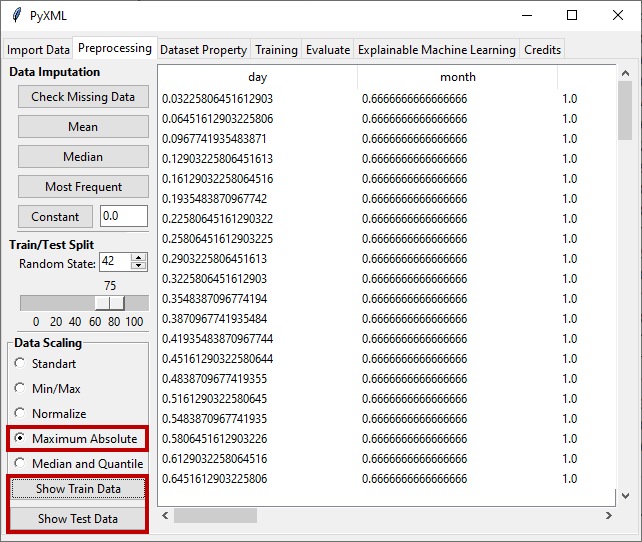 PyXML
Import Data Preprocessing Dataset Property Training Evaluate Explainable Machine Learning Credits
Data Imputation
Check Missing Data
Mean
Median
Most Frequent
Constant 0.0
Train/Test Split
Random State: 42
75
0 20 40 60 80 100
Data Scaling
Standart
Min/Max
Normalize
Maximum Absolute
Median and Quantile
Show Train Data
Show Test Data
day month
0.03225806451612903 0.6666666666666666 1.0
0.06451612903225806 0.6666666666666666 1.0
0.0967741935483871 0.6666666666666666 1.0
0.12903225806451613 0.6666666666666666 1.0
0.16129032258064516 0.6666666666666666 1.0
0.1935483870967742 0.6666666666666666 1.0
0.22580645161290322 0.6666666666666666 1.0
0.25806451612903225 0.6666666666666666 1.0
0.2903225806451613 0.6666666666666666 1.0
0.3225806451612903 0.6666666666666666 1.0
0.3548387096774194 0.6666666666666666 1.0
0.3870967741935484 0.6666666666666666 1.0
0.41935483870967744 0.6666666666666666 1.0
0.45161290322580644 0.6666666666666666 1.0
0.4838709677419355 0.6666666666666666 1.0
0.5161290322580645 0.6666666666666666 1.0
0.5483870967741935 0.6666666666666666 1.0
0.5806451612903226 0.6666666666666666 1.0
0.6129032258064516 0.6666666666666666 1.0
0.6451612903225806 0.6666666666666666 1.0